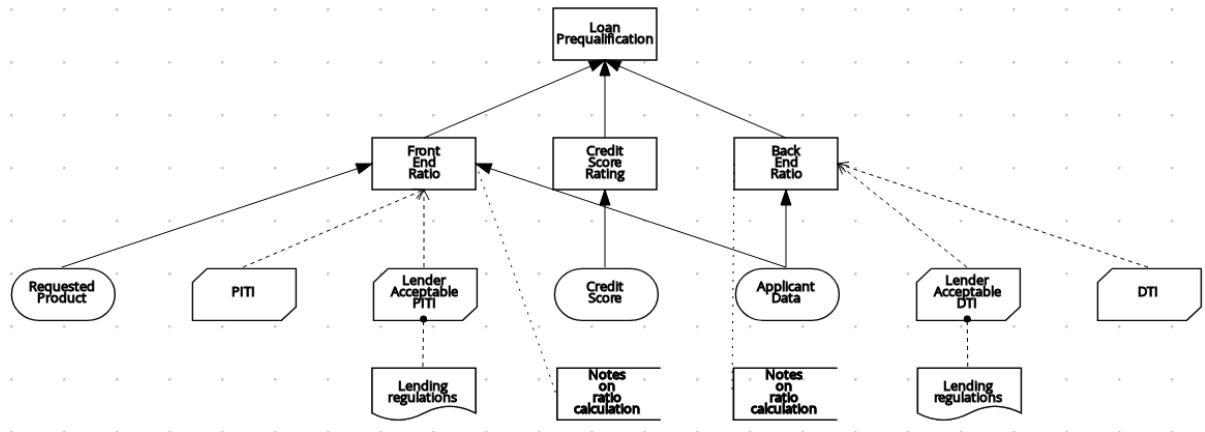 Loan
Prequalification
Front
End
Ratio
Credit
Score
Rating
Back
End
Ratio
Requested
Product
PITI
Lender
Acceptable
PITI
Credit
Score
Applicant
Data
Lender
Acceptable
DTI
DTI
Lending
regulations
Notes
on
ratio
calculation
Notes
on
ratio
calculation
Lending
regulations